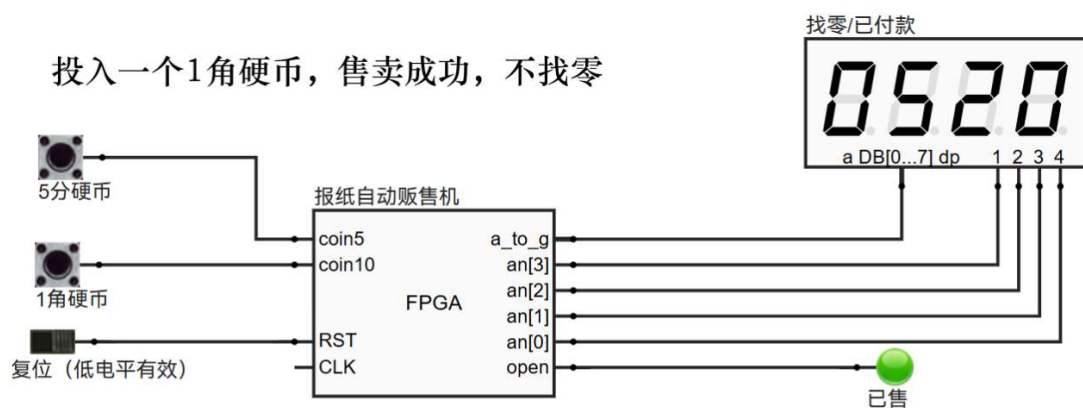 找零/已付款
投入一个1角硬币，售卖成功，不找零
0520
a DB[0...7] dp 1 2 3 4
5分硬币
报纸自动贩售机
coin5 a_to_g
coin10 an[3]
1角硬币
an[2]
FPGA
an[1]
RST an[0]
复位（低电平有效）
CLK open
已售